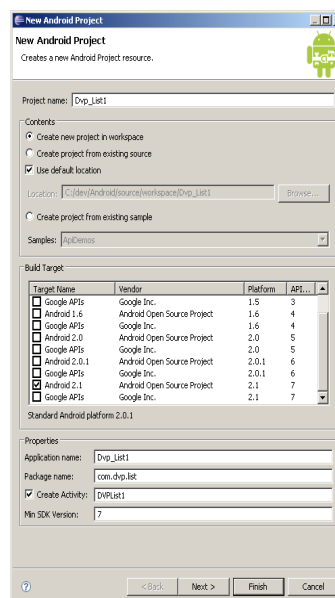 New Android Project
New Android Project
Creates a new Android Project resource.
Project name: Dvp_List1
Contents
Create new project in workspace
Create project from existing source
Use default location
Location: C:/dev/Android/source/workspace/Dvp_List1 Browse...
Create project from existing sample
Samples: ApiDemos
Build Target
Target Name Vendor Platform API...
Google APIs Google Inc. 1.5 3
Android 1.6 Android Open Source Project 1.6 4
Google APIs Google Inc. 1.6 4
Android 2.0 Android Open Source Project 2.0 5
Google APIs Google Inc. 2.0 5
Android 2.0.1 Android Open Source Project 2.0.1 6
Google APIs Google Inc. 2.0.1 6
Android 2.1 Android Open Source Project 2.1 7
Google APIs Google Inc. 2.1 7
Standard Android platform 2.0.1
Properties
Application name: Dvp_List1
Package name: com.dvp.list
Create Activity: DVPList1
Min SDK Version: 7
? < Back Next > Finish Cancel